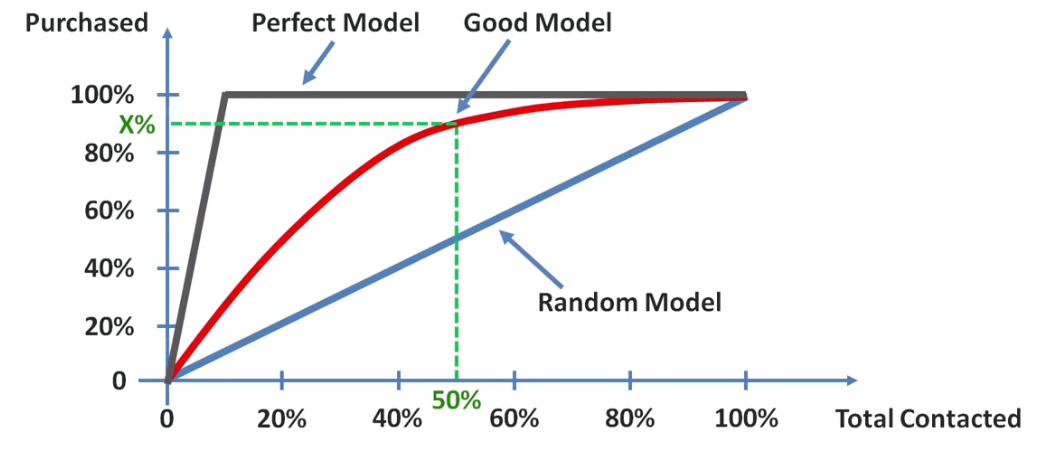 Purchased
Perfect Model
Good Model
100%
X%
80%
60%
40%
20%
0
Random Model
0
20%
40%
50%
60%
80%
100%
Total Contacted